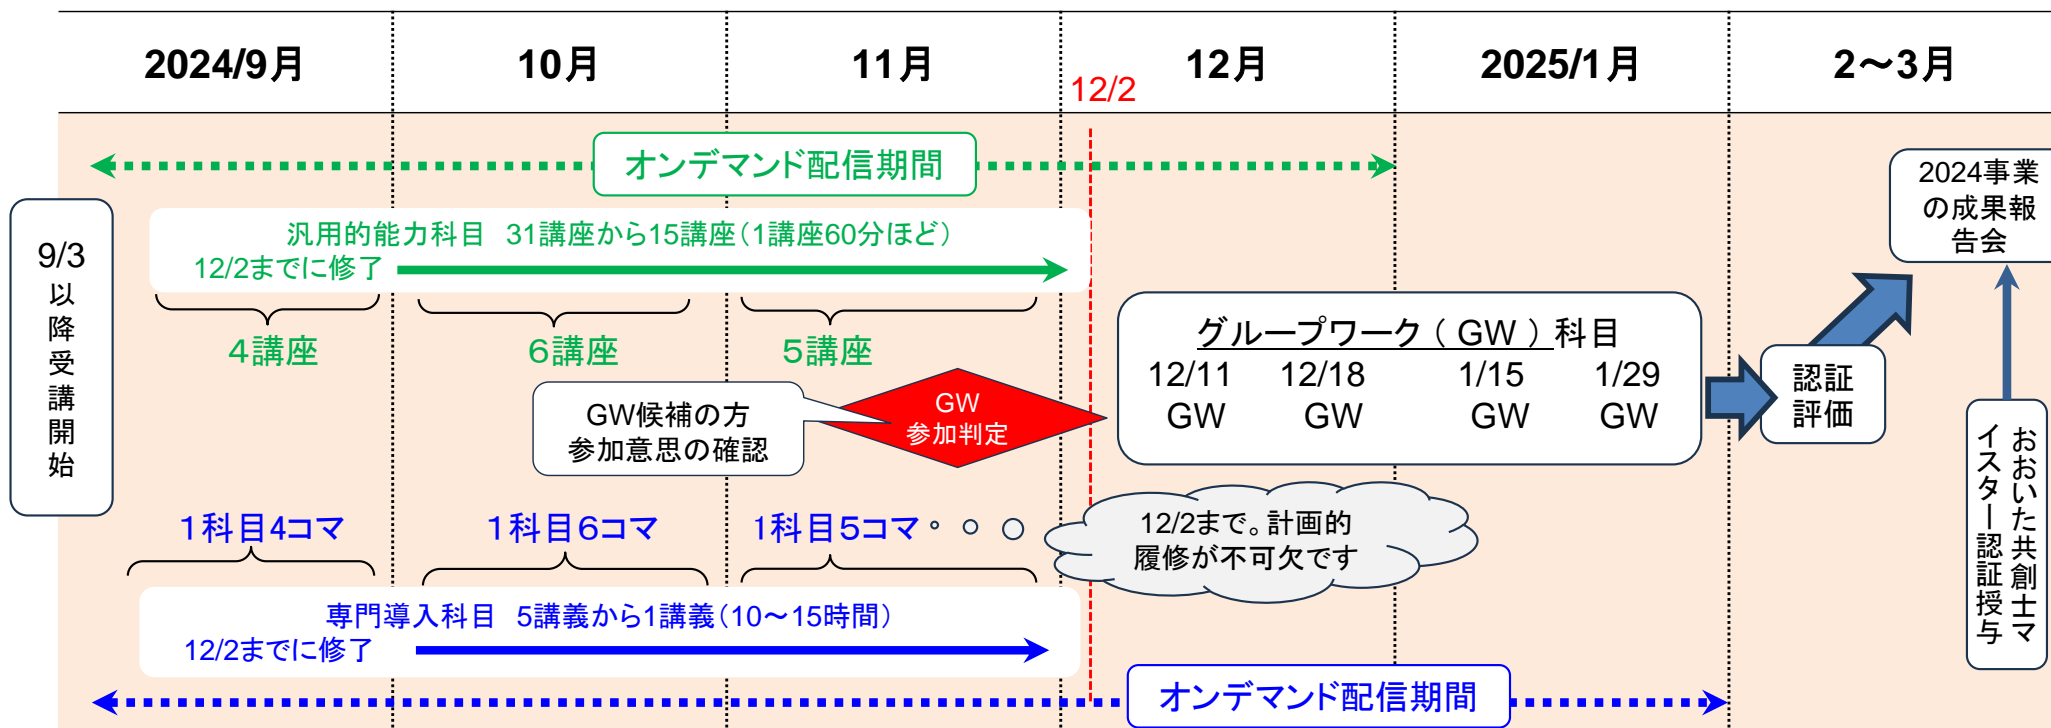 2024/9月
10月
11月
12月
2025/1月
2～3月
12/2
オンデマンド配信期間
9/3
以
降
受
講
開
始
汎用的能力科目　31講座から15講座（1講座60分ほど）
12/2までに修了
４講座
６講座
５講座
GW候補の方
参加意思の確認
GW
参加判定
グループワーク（ GW ）科目
12/11 12/18 1/15 1/29
GW GW GW GW
認証
評価
2024事業
の成果報
告会
おおいた共創士マ
イスター認証授与
１科目4コマ
１科目６コマ
１科目５コマ
12/2まで。計画的
履修が不可欠です
専門導入科目　5講義から1講義（10～15時間）
12/2までに修了
オンデマンド配信期間